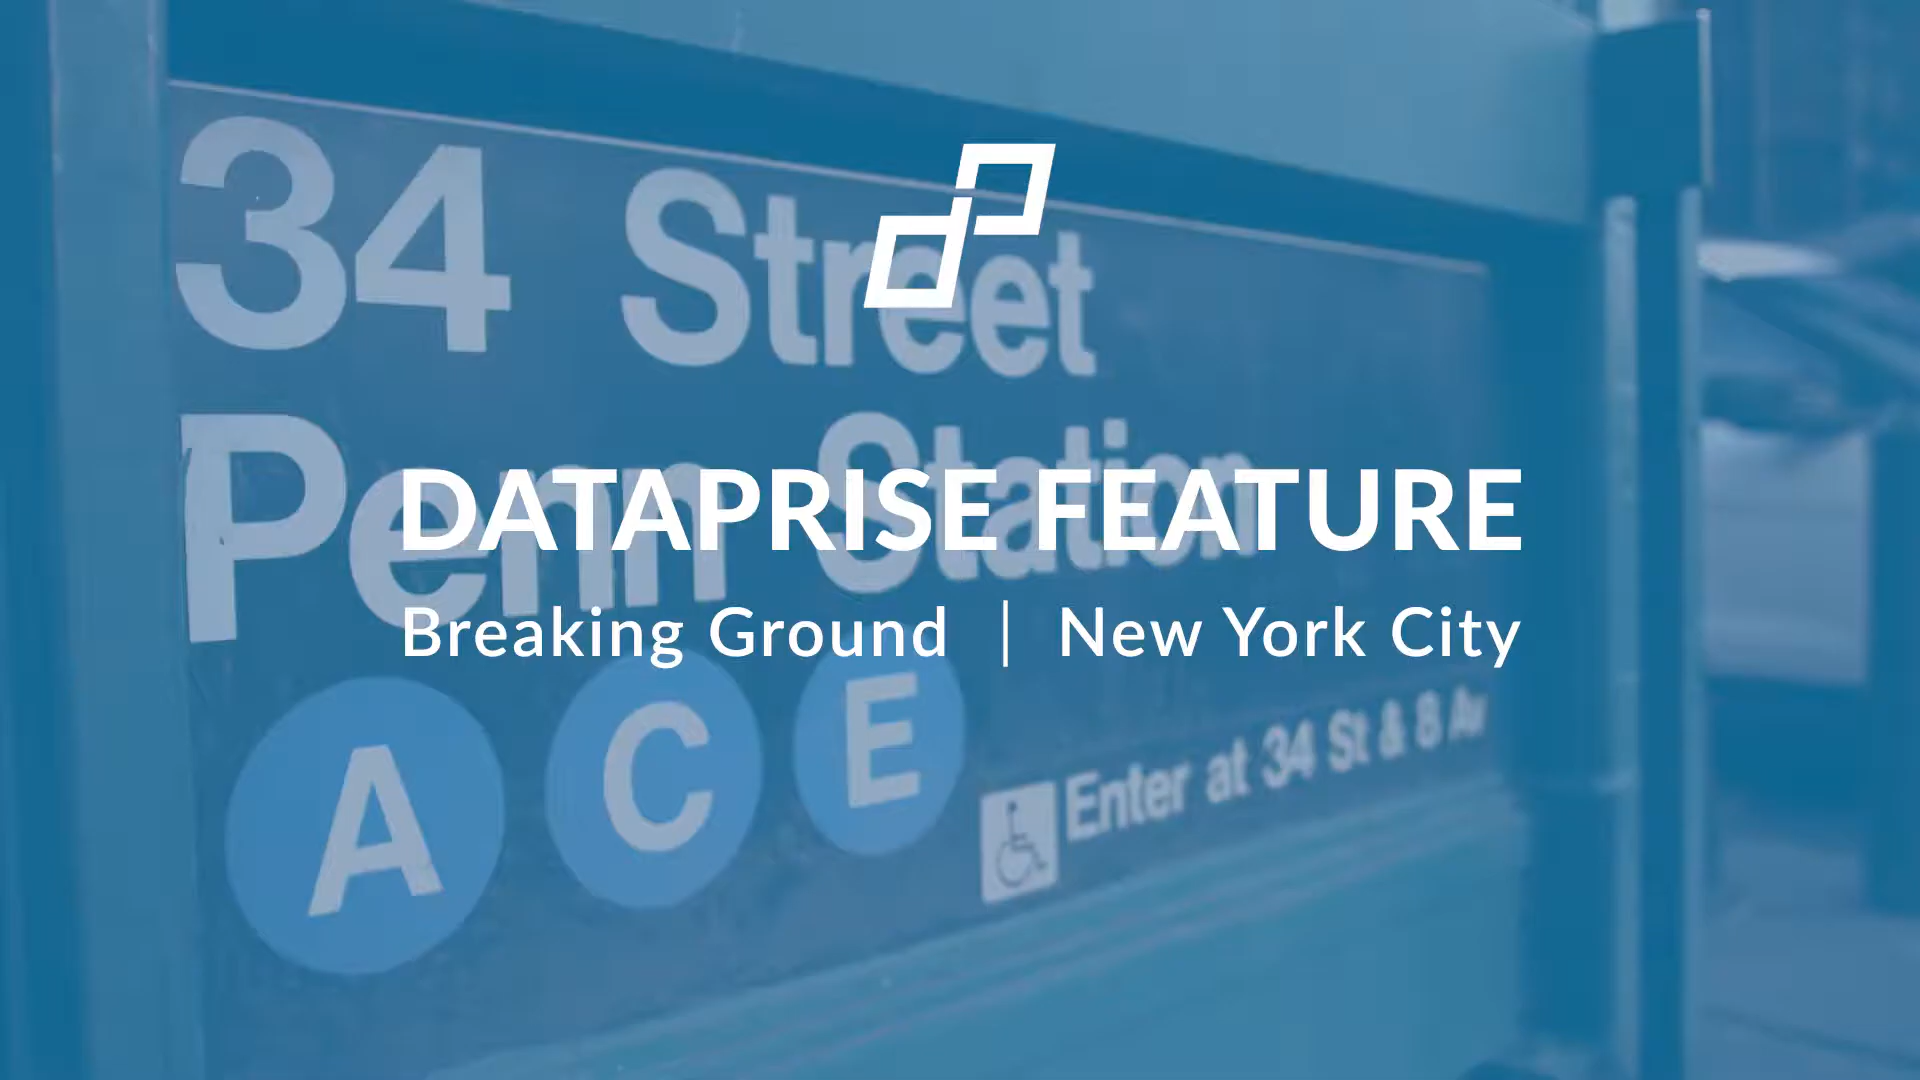 34 Street
Penn Station
DATAPRISE FEATURE
Breaking Ground | New York City
A C E
Enter at 34 St & 8 Av